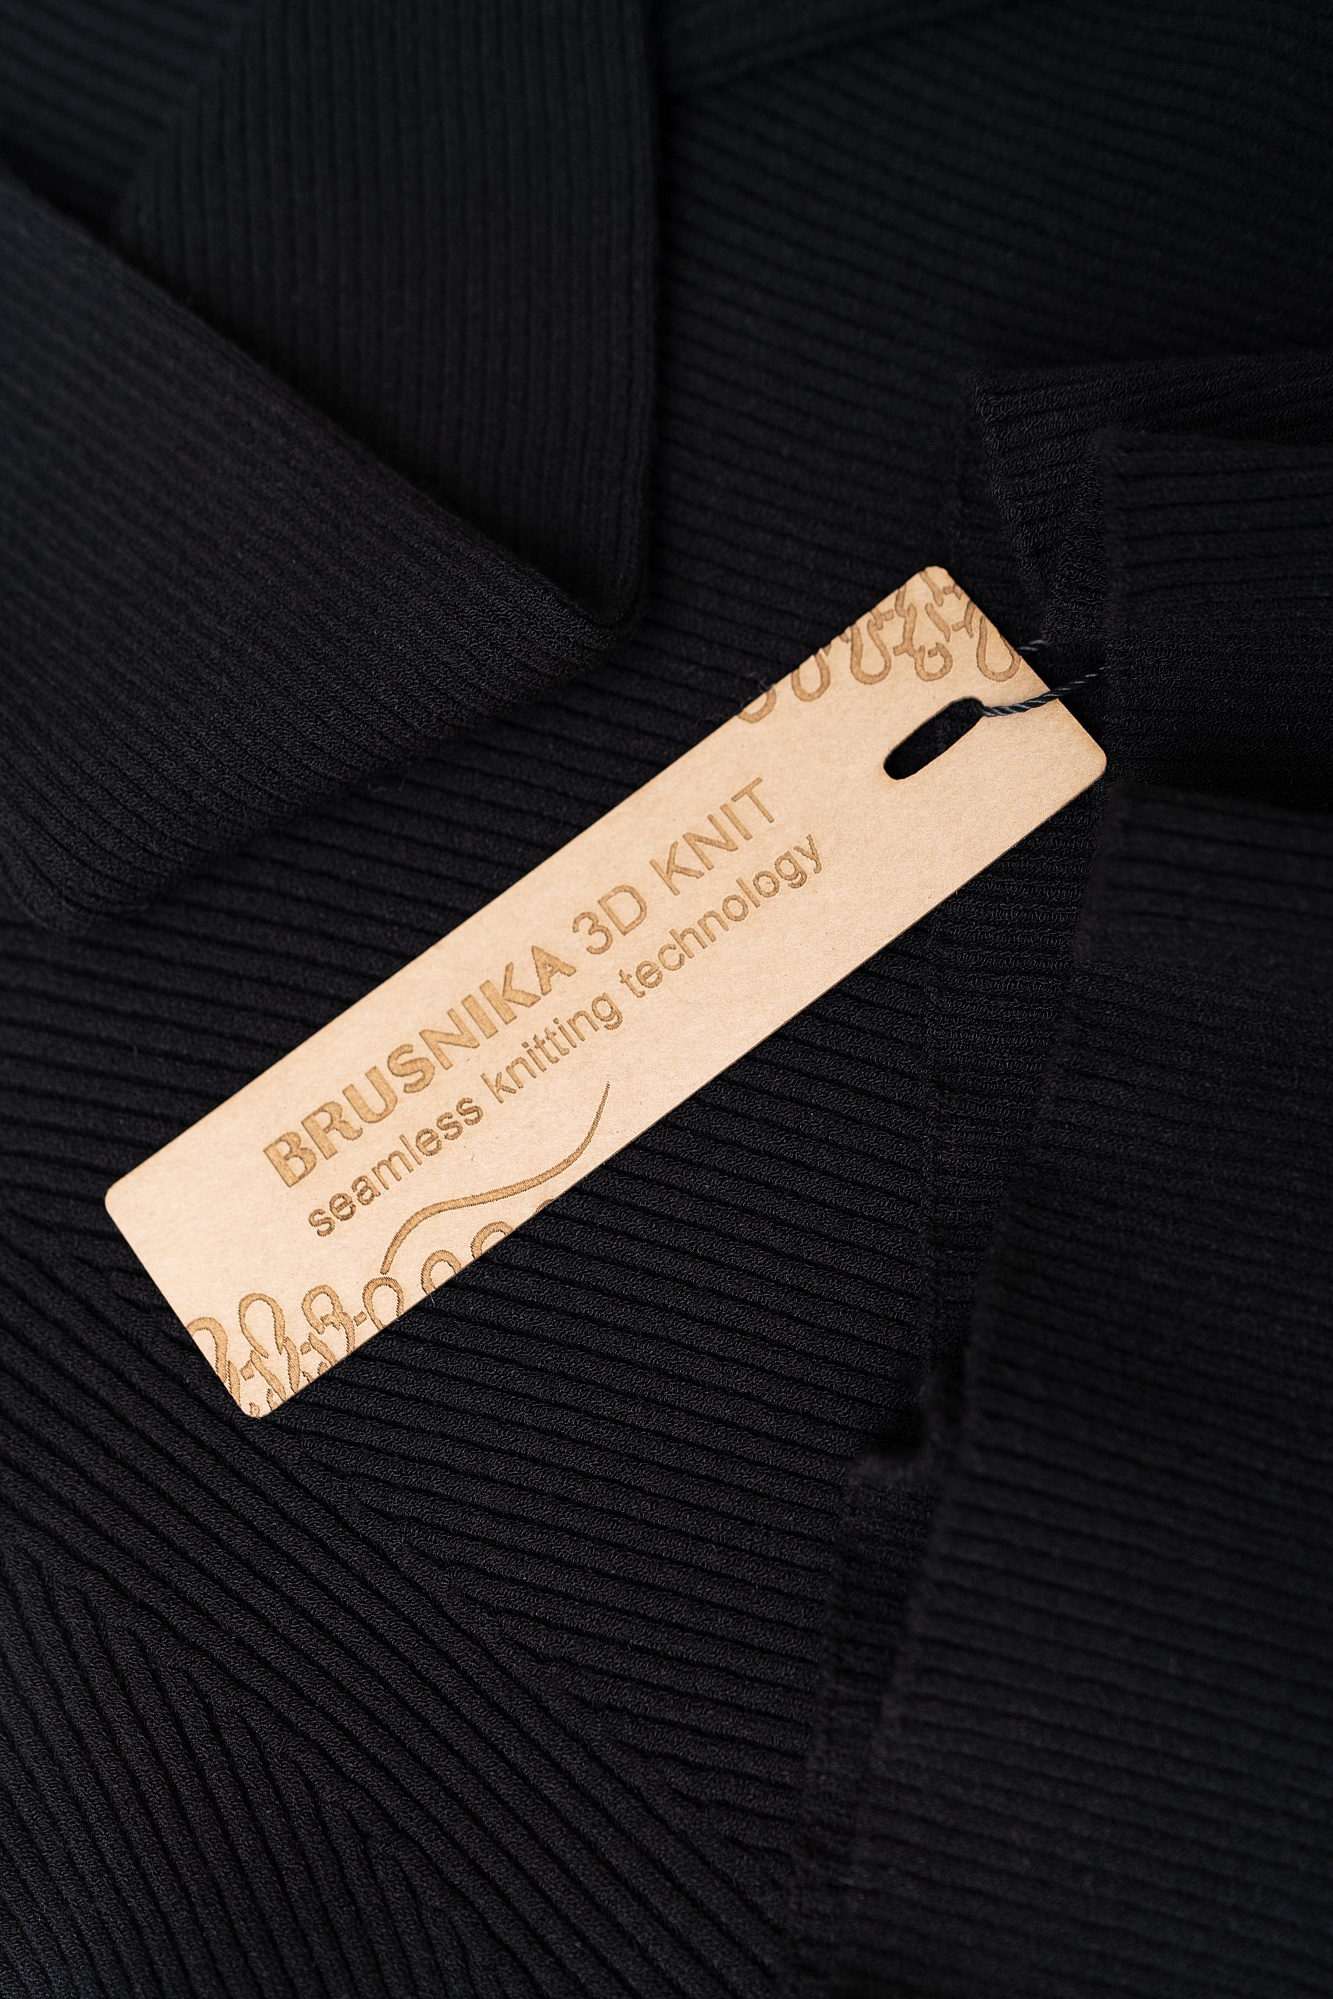 BRUSNIKA 3D KNIT
seamless knitting technology